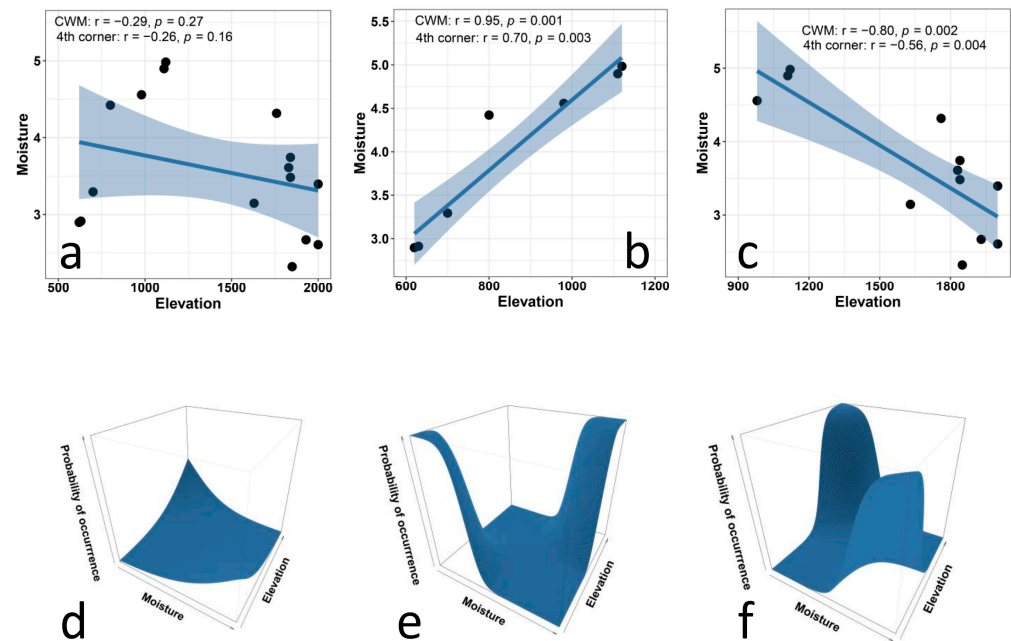 CWM: r = −0.29, p = 0.27
4th corner: r = −0.26, p = 0.16
5
4
3
Moisture
a
500
1000
1500
2000
Elevation
CWM: r = 0.95, p = 0.001
4th corner: r = 0.70, p = 0.003
5.5
5.0
4.5
4.0
3.5
3.0
Moisture
b
600
800
1000
1200
Elevation
CWM: r = −0.80, p = 0.002
4th corner: r = −0.56, p = 0.004
5
4
3
Moisture
c
900
1200
1500
1800
Elevation
Probability of occurrrence
Moisture
Elevation
d
Probability of occurrrence
Moisture
Elevation
e
Probability of occurrrence
Moisture
Elevation
f